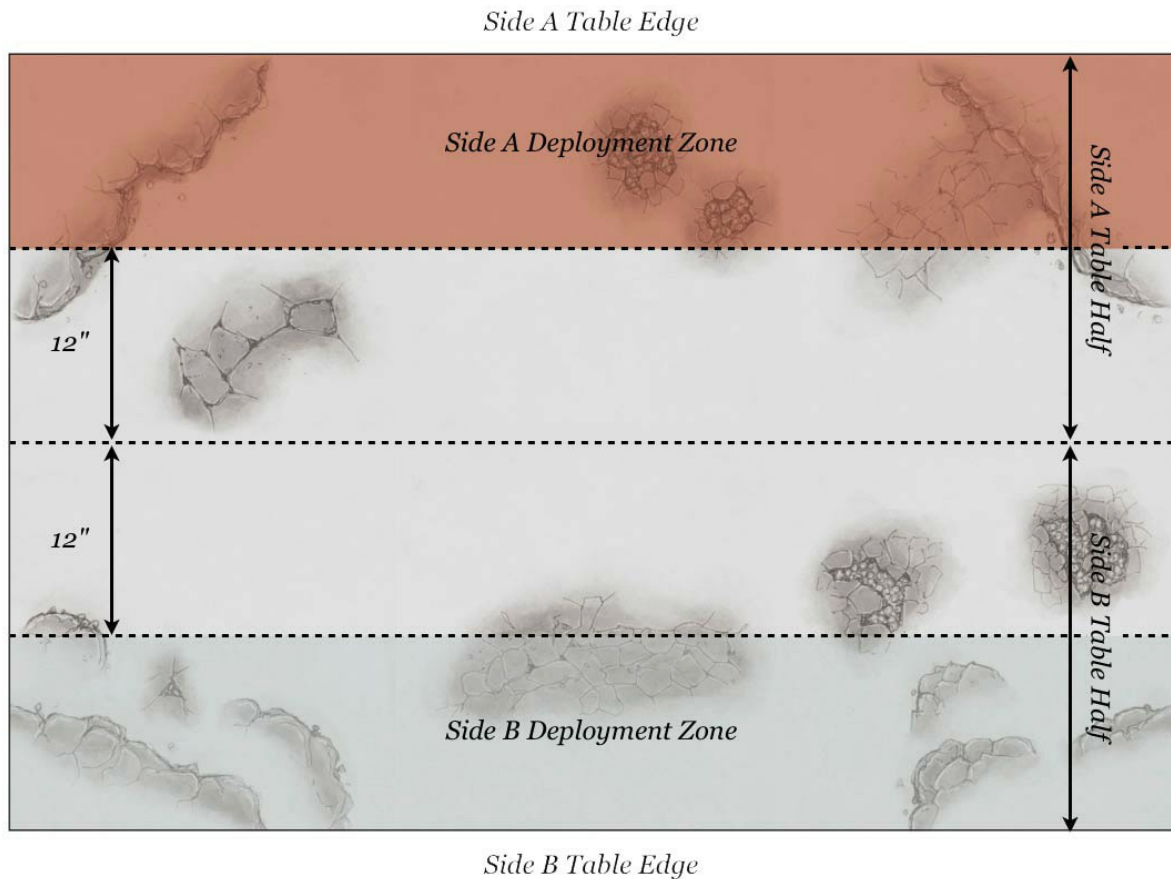 Side A Table Edge
Side A Deployment Zone
Side A Table Half
12"
12"
Side B Table Half
Side B Deployment Zone
Side B Table Edge